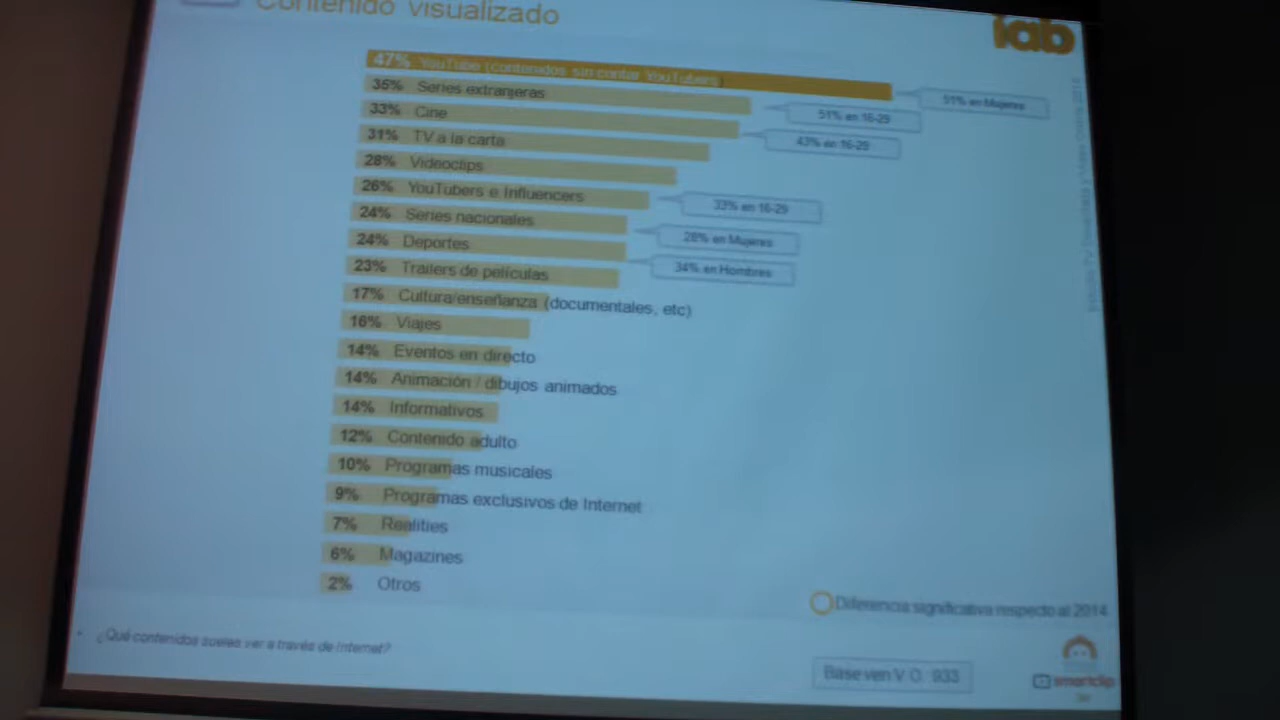 Contenido visualizado
iab
47% YouTube (contenidos sin contar YouTubers)
51% en Mujeres
35% Series extranjeras
51% en 16-29
33% Cine
43% en 16-29
31% TV a la carta
28% Videoclips
26% YouTubers e Influencers
33% en 16-29
24% Series nacionales
28% en Mujeres
24% Deportes
34% en Hombres
23% Trailers de películas
17% Cultura/enseñanza (documentales, etc)
16% Viajes
14% Eventos en directo
14% Animación / dibujos animados
14% Informativos
12% Contenido adulto
10% Programas musicales
9% Programas exclusivos de Internet
7% Realities
6% Magazines
2% Otros
Diferencia significativa respecto al 2014
¿Qué contenidos sueles ver a través de Internet?
Base ven V.O. 933
smartclip